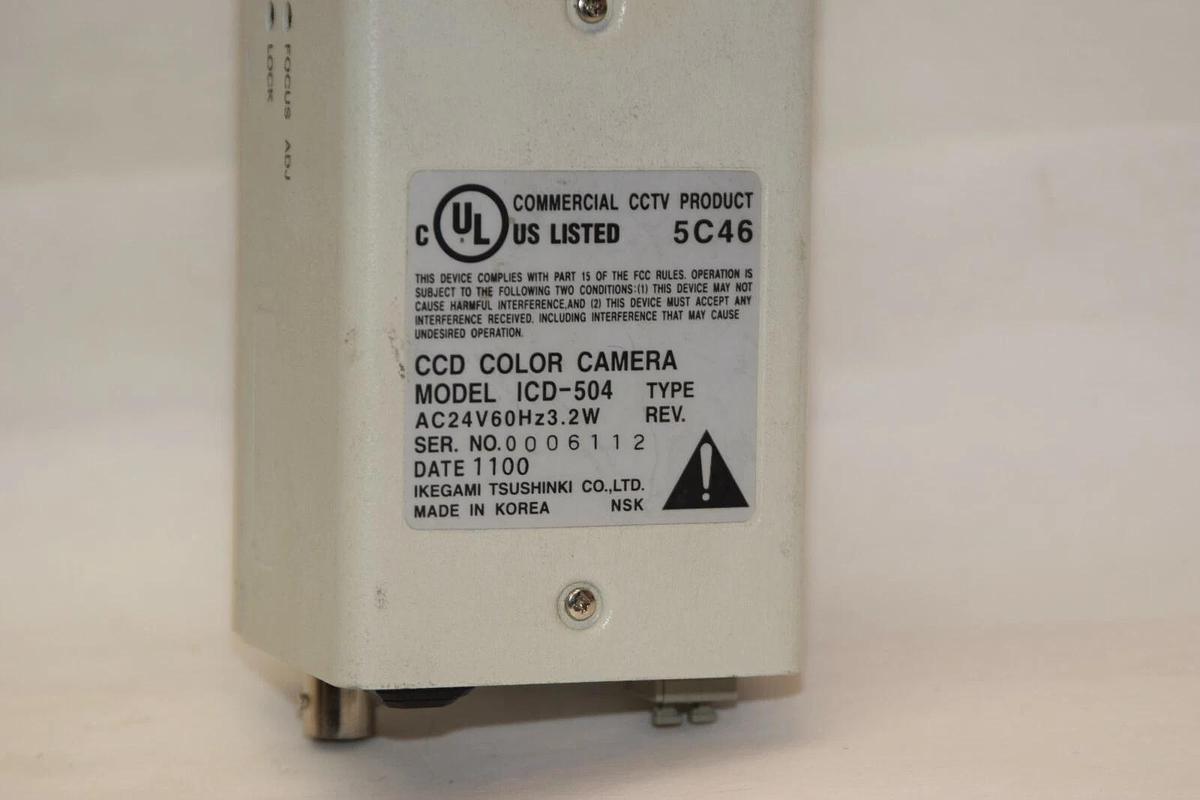 FOCUS ADJ
LOCK
COMMERCIAL CCTV PRODUCT
C UL US LISTED 5C46
THIS DEVICE COMPLIES WITH PART 15 OF THE FCC RULES. OPERATION IS
SUBJECT TO THE FOLLOWING TWO CONDITIONS:(1) THIS DEVICE MAY NOT
CAUSE HARMFUL INTERFERENCE,AND (2) THIS DEVICE MUST ACCEPT ANY
INTERFERENCE RECEIVED, INCLUDING INTERFERENCE THAT MAY CAUSE
UNDESIRED OPERATION.
CCD COLOR CAMERA
MODEL ICD-504 TYPE
AC24V60Hz3.2W REV.
SER. NO.0006112
DATE 1100
IKEGAMI TSUSHINKI CO.,LTD.
MADE IN KOREA NSK